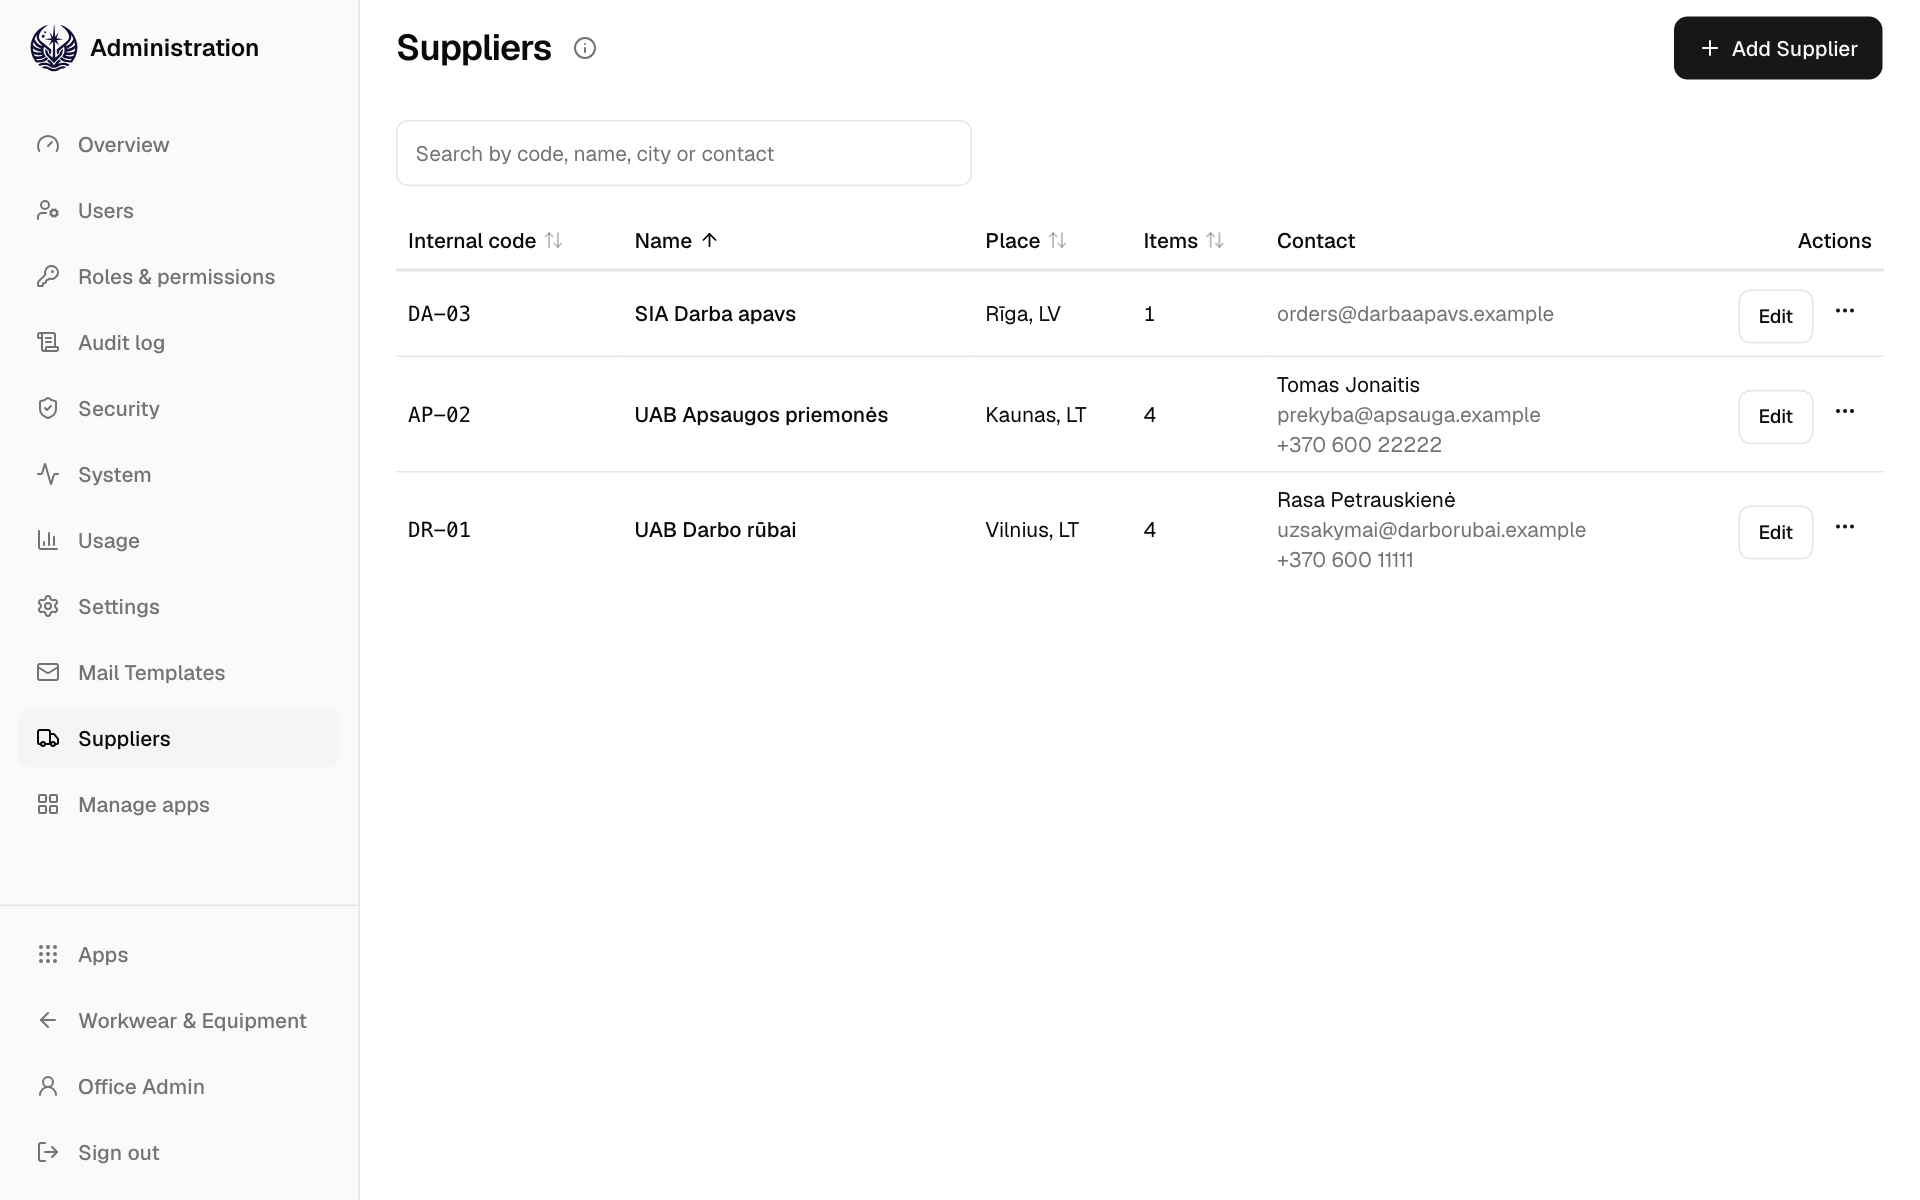 Administration
Overview
Users
Roles & permissions
Audit log
Security
System
Usage
Settings
Mail Templates
Suppliers
Manage apps
Apps
Workwear & Equipment
Office Admin
Sign out
Suppliers
Add Supplier
Search by code, name, city or contact
Internal code Name Place Items Contact Actions
DA-03 SIA Darba apavs Rīga, LV 1 orders@darbaapavs.example Edit
AP-02 UAB Apsaugos priemonės Kaunas, LT 4 Tomas Jonaitis Edit
prekyba@apsauga.example
+370 600 22222
DR-01 UAB Darbo rūbai Vilnius, LT 4 Rasa Petrauskienė Edit
uzsakymai@darborubai.example
+370 600 11111